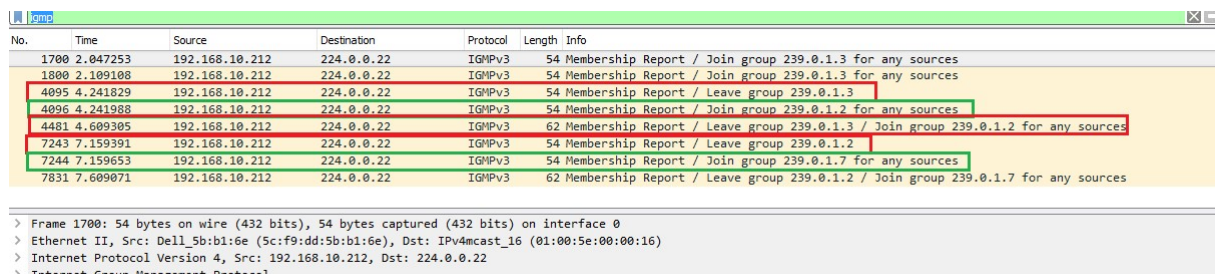 igmp
No. Time Source Destination Protocol Length Info
1700 2.047253 192.168.10.212 224.0.0.22 IGMPv3 54 Membership Report / Join group 239.0.1.3 for any sources
1800 2.109108 192.168.10.212 224.0.0.22 IGMPv3 54 Membership Report / Join group 239.0.1.3 for any sources
4095 4.241829 192.168.10.212 224.0.0.22 IGMPv3 54 Membership Report / Leave group 239.0.1.3
4096 4.241988 192.168.10.212 224.0.0.22 IGMPv3 54 Membership Report / Join group 239.0.1.2 for any sources
4481 4.609305 192.168.10.212 224.0.0.22 IGMPv3 62 Membership Report / Leave group 239.0.1.3 / Join group 239.0.1.2 for any sources
7243 7.159391 192.168.10.212 224.0.0.22 IGMPv3 54 Membership Report / Leave group 239.0.1.2
7244 7.159653 192.168.10.212 224.0.0.22 IGMPv3 54 Membership Report / Join group 239.0.1.7 for any sources
7831 7.609071 192.168.10.212 224.0.0.22 IGMPv3 62 Membership Report / Leave group 239.0.1.2 / Join group 239.0.1.7 for any sources
> Frame 1700: 54 bytes on wire (432 bits), 54 bytes captured (432 bits) on interface 0
> Ethernet II, Src: Dell_5b:b1:6e (5c:f9:dd:5b:b1:6e), Dst: IPv4mcast_16 (01:00:5e:00:00:16)
> Internet Protocol Version 4, Src: 192.168.10.212, Dst: 224.0.0.22
> Internet Group Management Protocol